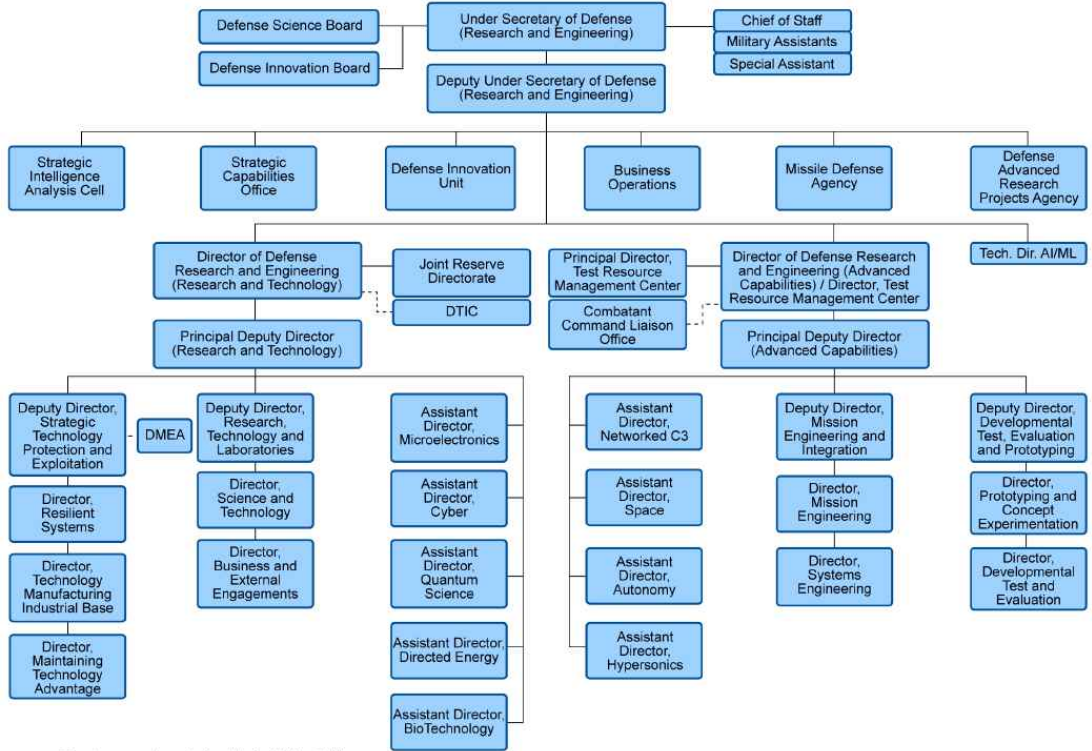 Defense Science Board
Defense Innovation Board
Under Secretary of Defense
(Research and Engineering)
Chief of Staff
Military Assistants
Special Assistant
Deputy Under Secretary of Defense
(Research and Engineering)
Strategic
Intelligence
Analysis Cell
Strategic
Capabilities
Office
Defense Innovation
Unit
Business
Operations
Missile Defense
Agency
Defense
Advanced
Research
Projects Agency
Director of Defense
Research and Engineering
(Research and Technology)
Joint Reserve
Directorate
DTIC
Principal Director,
Test Resource
Management Center
Combatant
Command Liaison
Office
Director of Defense Research
and Engineering (Advanced
Capabilities) / Director, Test
Resource Management Center
Tech. Dir. AI/ML
Principal Deputy Director
(Research and Technology)
Principal Deputy Director
(Advanced Capabilities)
Deputy Director,
Strategic
Technology
Protection and
Exploitation
DMEA
Director,
Resilient
Systems
Director,
Technology
Manufacturing
Industrial Base
Director,
Maintaining
Technology
Advantage
Deputy Director,
Research,
Technology and
Laboratories
Director,
Science and
Technology
Director,
Business and
External
Engagements
Assistant
Director,
Microelectronics
Assistant
Director,
Cyber
Assistant
Director,
Quantum
Science
Assistant Director,
Directed Energy
Assistant Director,
BioTechnology
Assistant
Director,
Networked C3
Assistant
Director,
Space
Assistant
Director,
Autonomy
Assistant
Director,
Hypersonics
Deputy Director,
Mission
Engineering and
Integration
Director,
Mission
Engineering
Director,
Systems
Engineering
Deputy Director,
Developmental
Test, Evaluation
and Prototyping
Director,
Prototyping and
Concept
Experimentation
Director,
Developmental
Test and
Evaluation